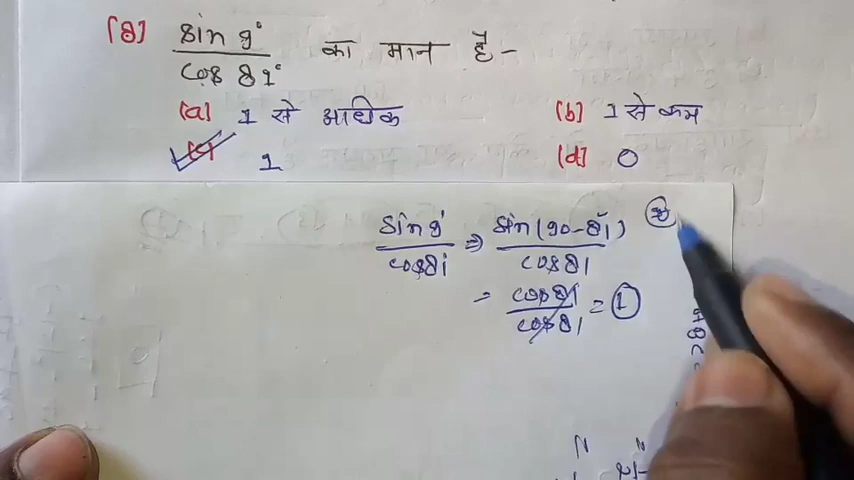 (8) sin 9° / cos 81° का मान है -
(a) 1 से अधिक (b) 1 से कम
(c) 1 (d) 0
sin 9° / cos 81 ⇒ sin (90-81) / cos 81
= cos 81 / cos 81 = 1